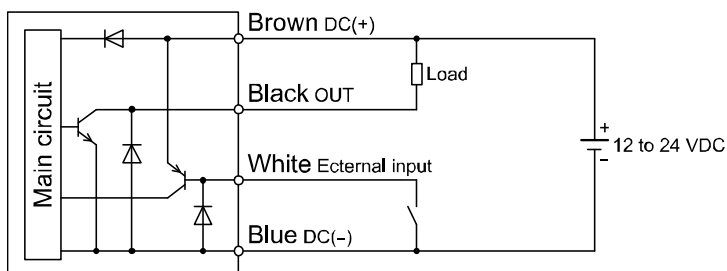 Main circuit
Brown DC(+)
Load
Black OUT
+
12 to 24 VDC
−
White Ecternal input
Blue DC(−)